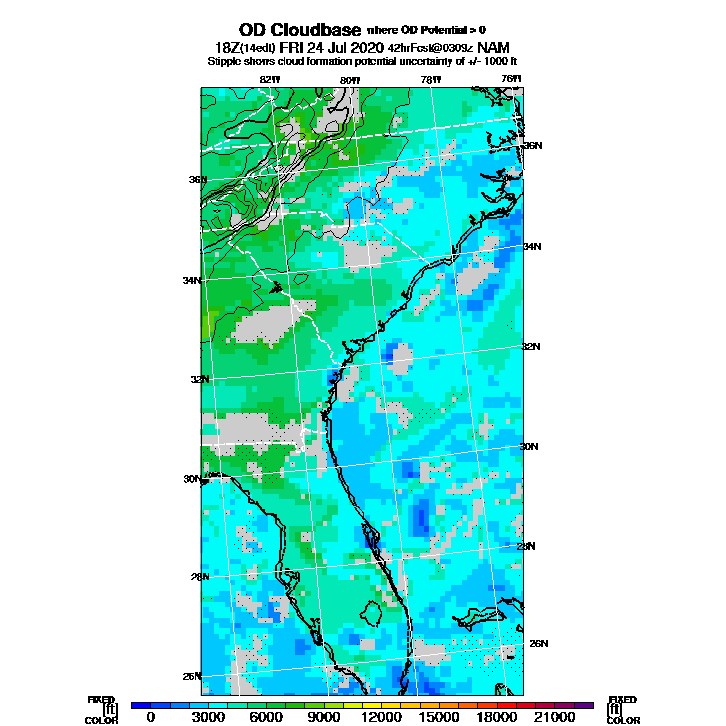 OD Cloudbase where OD Potential > 0
18Z(14edt) FRI 24 Jul 2020 42hrFcst@0309z NAM
Stipple shows cloud formation potential uncertainty of +/- 1000 ft
82W 80W 78W 76W
36N
36N
34N
34N
32N
32N
30N
30N
28N
28N
26N
26N
FIXED FIXED
[ft] [ft]
COLOR 0 3000 6000 9000 12000 15000 18000 21000 COLOR